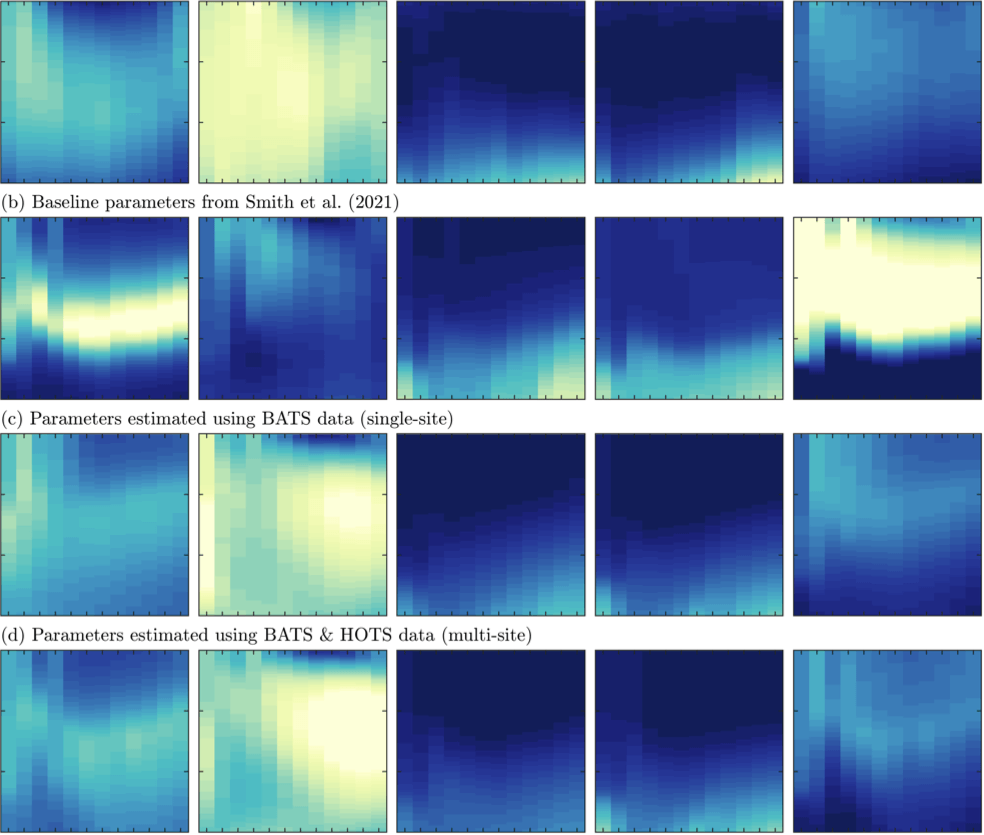 (b) Baseline parameters from Smith et al. (2021)
(c) Parameters estimated using BATS data (single-site)
(d) Parameters estimated using BATS & HOTS data (multi-site)